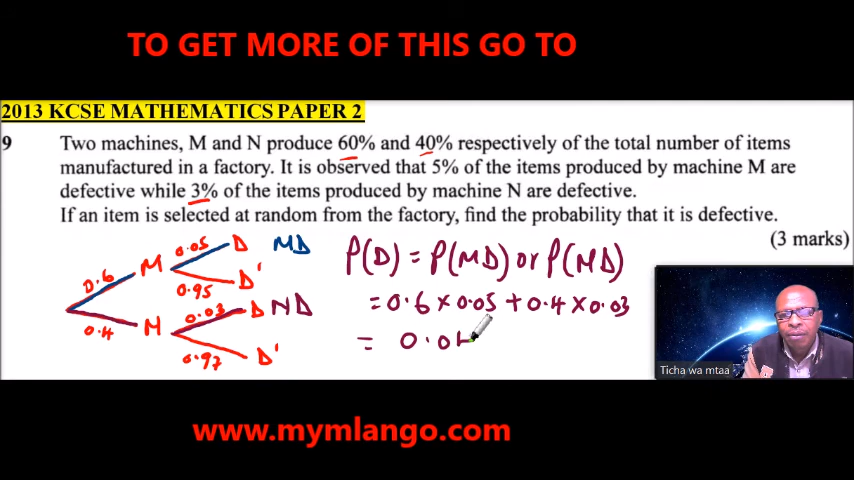 TO GET MORE OF THIS GO TO
2013 KCSE MATHEMATICS PAPER 2
9 Two machines, M and N produce 60% and 40% respectively of the total number of items
manufactured in a factory. It is observed that 5% of the items produced by machine M are
defective while 3% of the items produced by machine N are defective.
If an item is selected at random from the factory, find the probability that it is defective.
(3 marks)
0.6 M 0.05 D MD
0.95 D'
0.4 M 0.03 D ND
0.97 D'
P(D) = P(MD) or P(ND)
= 0.6 × 0.05 + 0.4 × 0.03
= 0.0
Ticha wa mtaa
www.mymlango.com